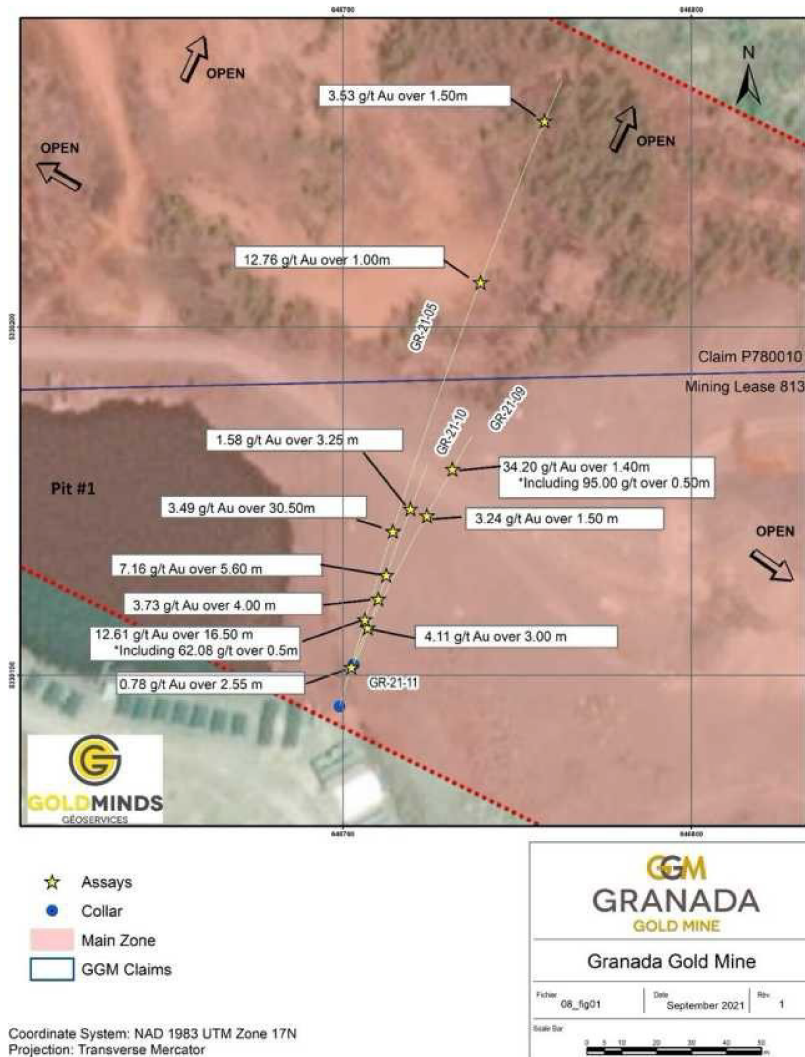 646700
646800
N
OPEN
3.53 g/t Au over 1.50m
OPEN
OPEN
12.76 g/t Au over 1.00m
5330200
GR-21-05
Claim P780010
Mining Lease 813
GR-21-10
GR-21-09
1.58 g/t Au over 3.25 m
34.20 g/t Au over 1.40m
*Including 95.00 g/t over 0.50m
Pit #1
3.49 g/t Au over 30.50m
3.24 g/t Au over 1.50 m
OPEN
7.16 g/t Au over 5.60 m
3.73 g/t Au over 4.00 m
12.61 g/t Au over 16.50 m
*Including 62.08 g/t over 0.5m
4.11 g/t Au over 3.00 m
0.78 g/t Au over 2.55 m
GR-21-11
5330100
GOLDMINDS
GÉOSERVICES
646700
646800
Assays
Collar
Main Zone
GGM Claims
GGM
GRANADA
GOLD MINE
Granada Gold Mine
Fichier
08_fig01
Date
September 2021
Rév.
1
Scale Bar
0 5 10 20 30 40 50
m
Coordinate System: NAD 1983 UTM Zone 17N
Projection: Transverse Mercator